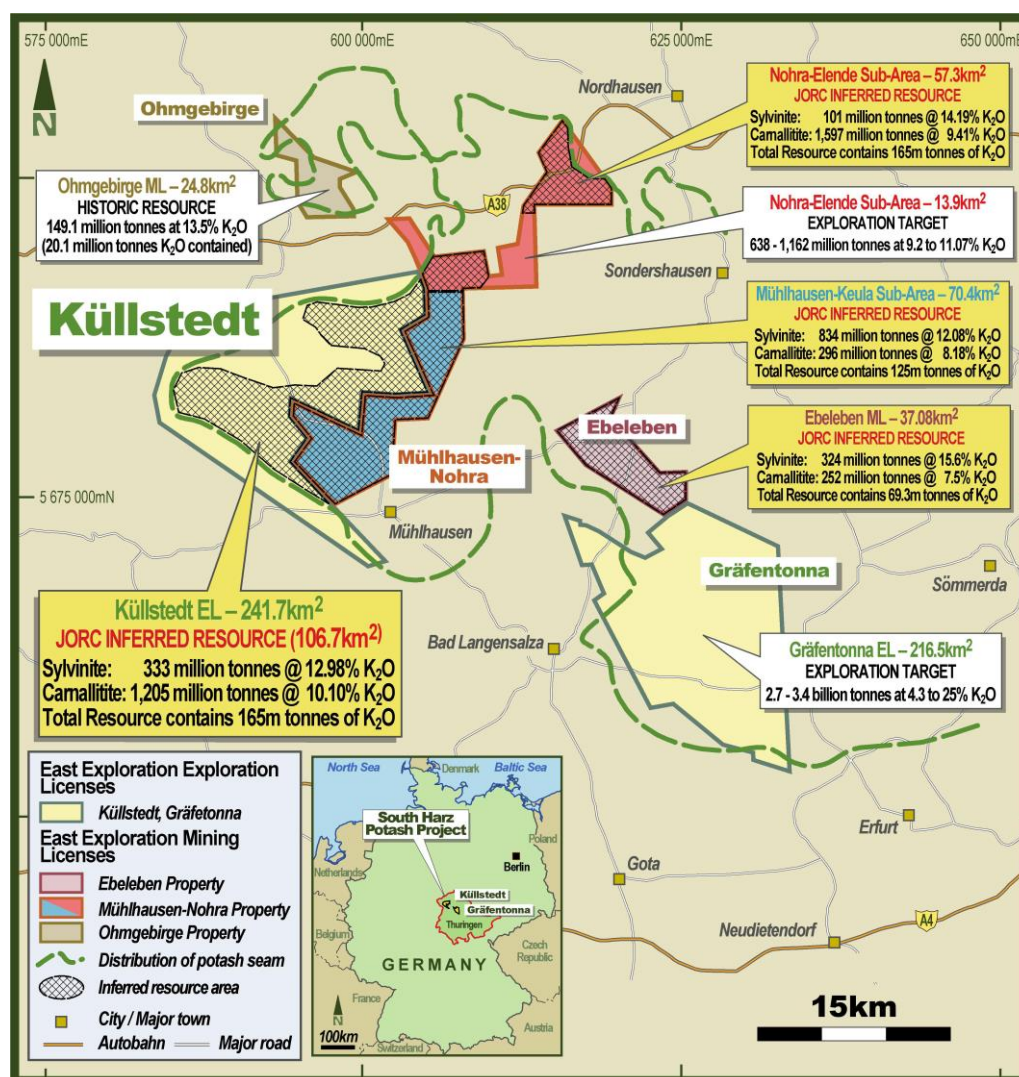 575 000mE
600 000mE
625 000mE
650 000mE
N
Ohmgebirge
Nordhausen
Nohra-Elende Sub-Area – 57.3km²
JORC INFERRED RESOURCE
Sylvinite: 101 million tonnes @ 14.19% K₂O
Carnallitite: 1,597 million tonnes @ 9.41% K₂O
Total Resource contains 165m tonnes of K₂O
Ohmgebirge ML – 24.8km²
HISTORIC RESOURCE
149.1 million tonnes at 13.5% K₂O
(20.1 million tonnes K₂O contained)
A38
Nohra-Elende Sub-Area – 13.9km²
EXPLORATION TARGET
638 - 1,162 million tonnes at 9.2 to 11.07% K₂O
Sondershausen
Küllstedt
Mühlhausen-Keula Sub-Area – 70.4km²
JORC INFERRED RESOURCE
Sylvinite: 834 million tonnes @ 12.08% K₂O
Carnallitite: 296 million tonnes @ 8.18% K₂O
Total Resource contains 125m tonnes of K₂O
Ebeleben
Mühlhausen-
Nohra
Ebeleben ML – 37.08km²
JORC INFERRED RESOURCE
Sylvinite: 324 million tonnes @ 15.6% K₂O
Carnallitite: 252 million tonnes @ 7.5% K₂O
Total Resource contains 69.3m tonnes of K₂O
5 675 000mN
Mühlhausen
Gräfentonna
Sömmerda
Küllstedt EL – 241.7km²
JORC INFERRED RESOURCE (106.7km²)
Sylvinite: 333 million tonnes @ 12.98% K₂O
Carnallitite: 1,205 million tonnes @ 10.10% K₂O
Total Resource contains 165m tonnes of K₂O
Bad Langensalza
Gräfentonna EL – 216.5km²
EXPLORATION TARGET
2.7 - 3.4 billion tonnes at 4.3 to 25% K₂O
East Exploration Exploration
Licenses
Küllstedt, Gräfetonna
East Exploration Mining
Licenses
Ebeleben Property
Mühlhausen-Nohra Property
Ohmgebirge Property
Distribution of potash seam
Inferred resource area
City / Major town
Autobahn
Major road
North Sea
Denmark
Baltic Sea
South Harz
Potash Project
Poland
Berlin
Netherlands
Küllstedt
Gräfentonna
Thuringen
Belgium
GERMANY
Czech
Republic
France
N
100km
Austria
Switzerland
Erfurt
Gota
Neudietendorf
A4
15km